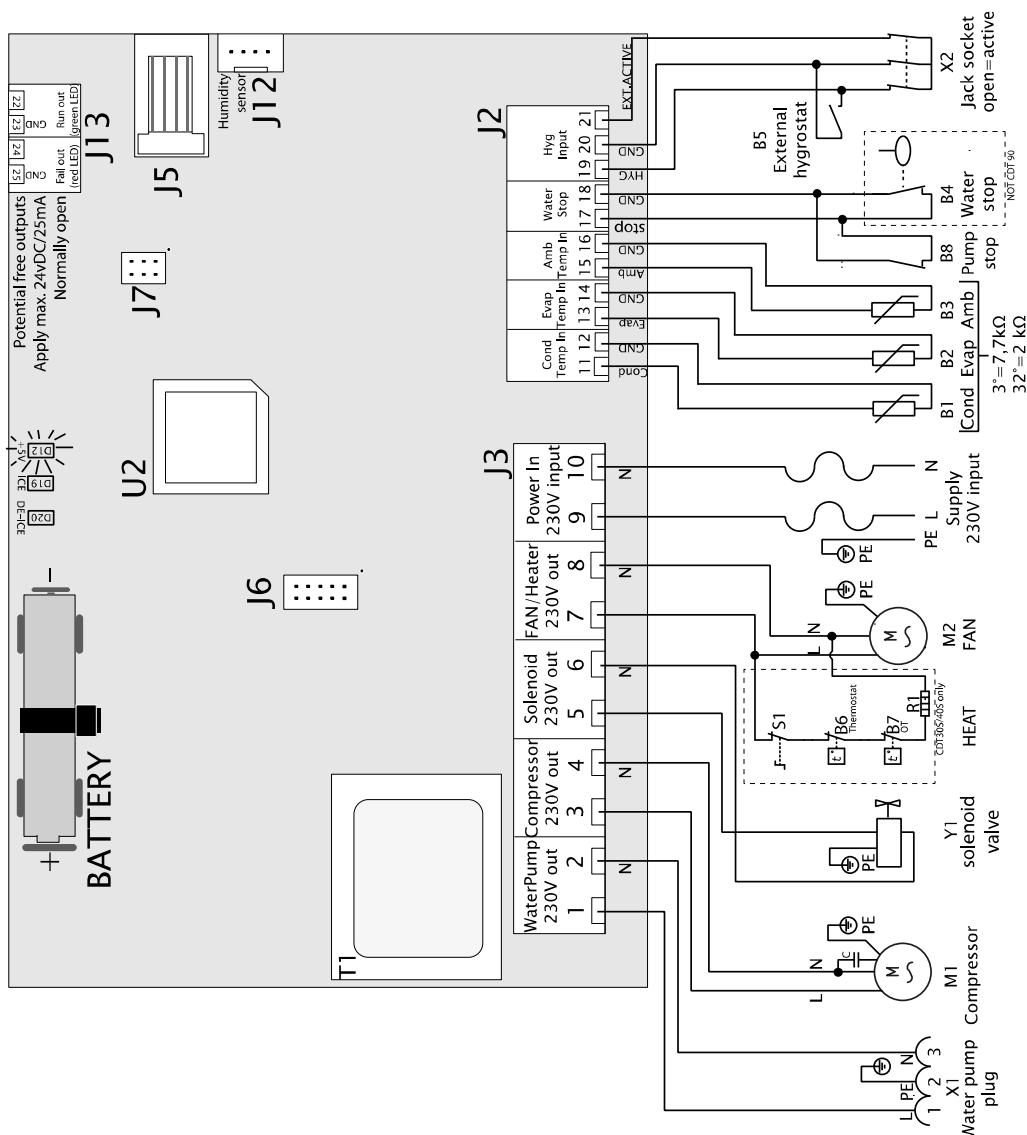 22
23
GND
Run out
(green LED)
24
25
GND
Fail out
(red LED)
J13
Potential free outputs
Apply max. 24vDC/25mA
Normally open
J5
Humidity
sensor
J12
J7
+5V
D12
ICE
D19
DE-ICE
D20
U2
J6
BATTERY
+
−
T1
J2
Hyg
Input
21
20
19
EXT.ACTIVE
GND
HYG
Water
Stop
18
17
GND
stop
Amb
Temp In
16
15
GND
Amb
Evap
Temp In
14
13
GND
Evap
Cond
Temp In
12
11
GND
Cond
J3
Power In
230V input
10
9
N
FAN/Heater
230V out
8
7
N
Solenoid
230V out
6
5
N
Compressor
230V out
4
3
N
WaterPump
230V out
2
1
N
X2
Jack socket
open=active
B5
External
hygrostat
B4
Water
stop
NOT CDT 90
B8
Pump
stop
B3
Amb
B2
Evap
B1
Cond
3°=7,7kΩ
32°=2 kΩ
N
L
PE
Supply
230V input
PE
PE
N
L
M
M2
FAN
S1
t°
B6
Thermostat
t°
B7
OT
R1
CDT30S/40S only
HEAT
PE
Y1
solenoid
valve
PE
N
L
C
M
M1
Compressor
N
PE
L
3
2
1
X1
Water pump
plug